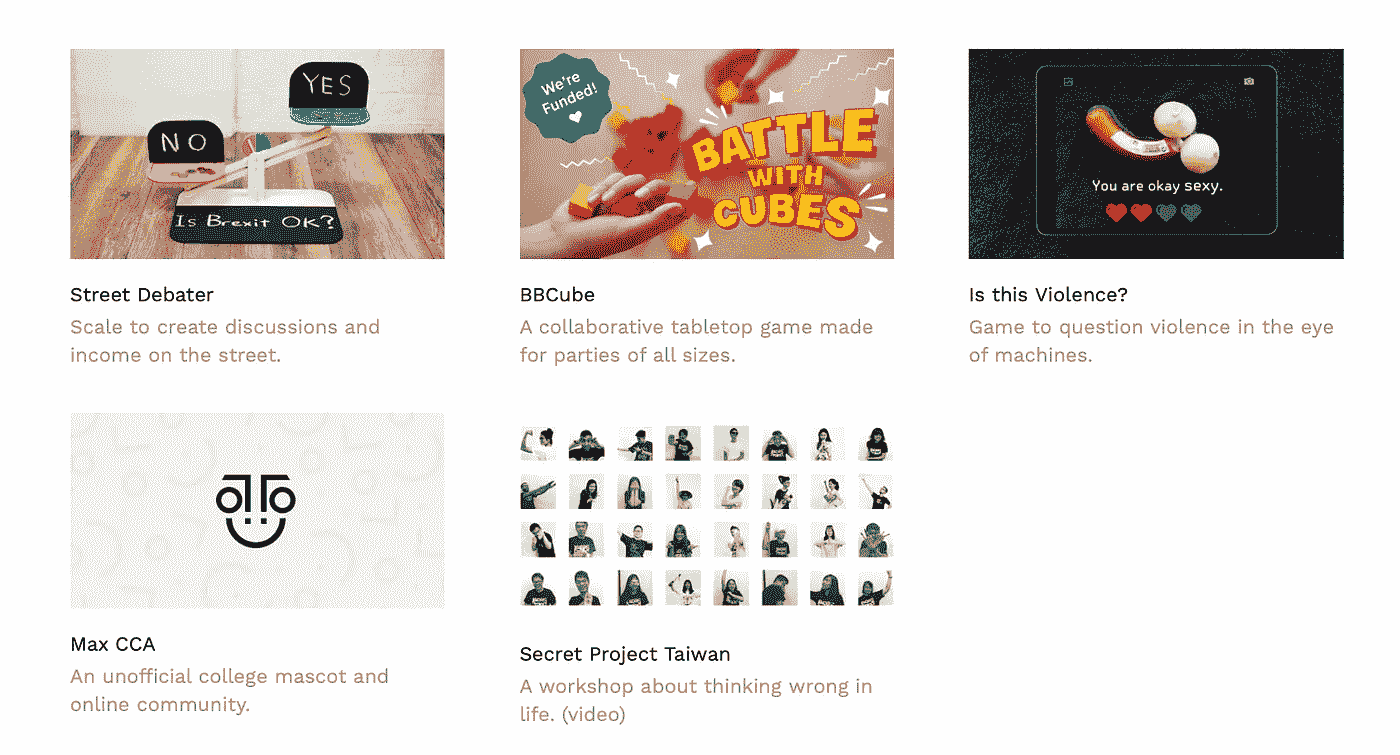 YES
NO
Is Brexit OK?
Street Debater
Scale to create discussions and
income on the street.
We're
Funded!
BATTLE
WITH
CUBES
BBCube
A collaborative tabletop game made
for parties of all sizes.
You are okay sexy.
Is this Violence?
Game to question violence in the eye
of machines.
Max CCA
An unofficial college mascot and
online community.
Secret Project Taiwan
A workshop about thinking wrong in
life. (video)